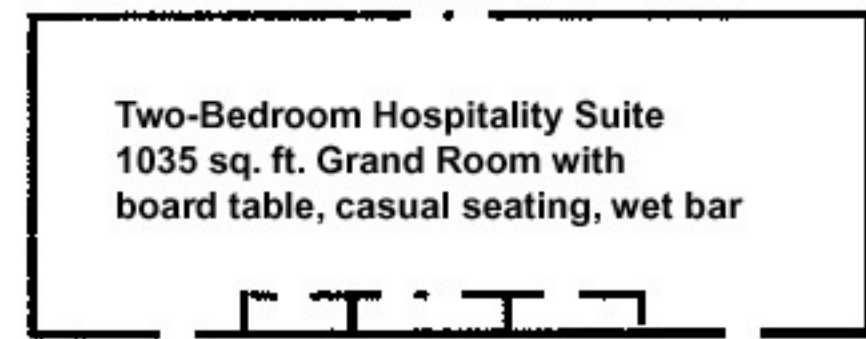 Two-Bedroom Hospitality Suite
1035 sq. ft. Grand Room with
board table, casual seating, wet bar